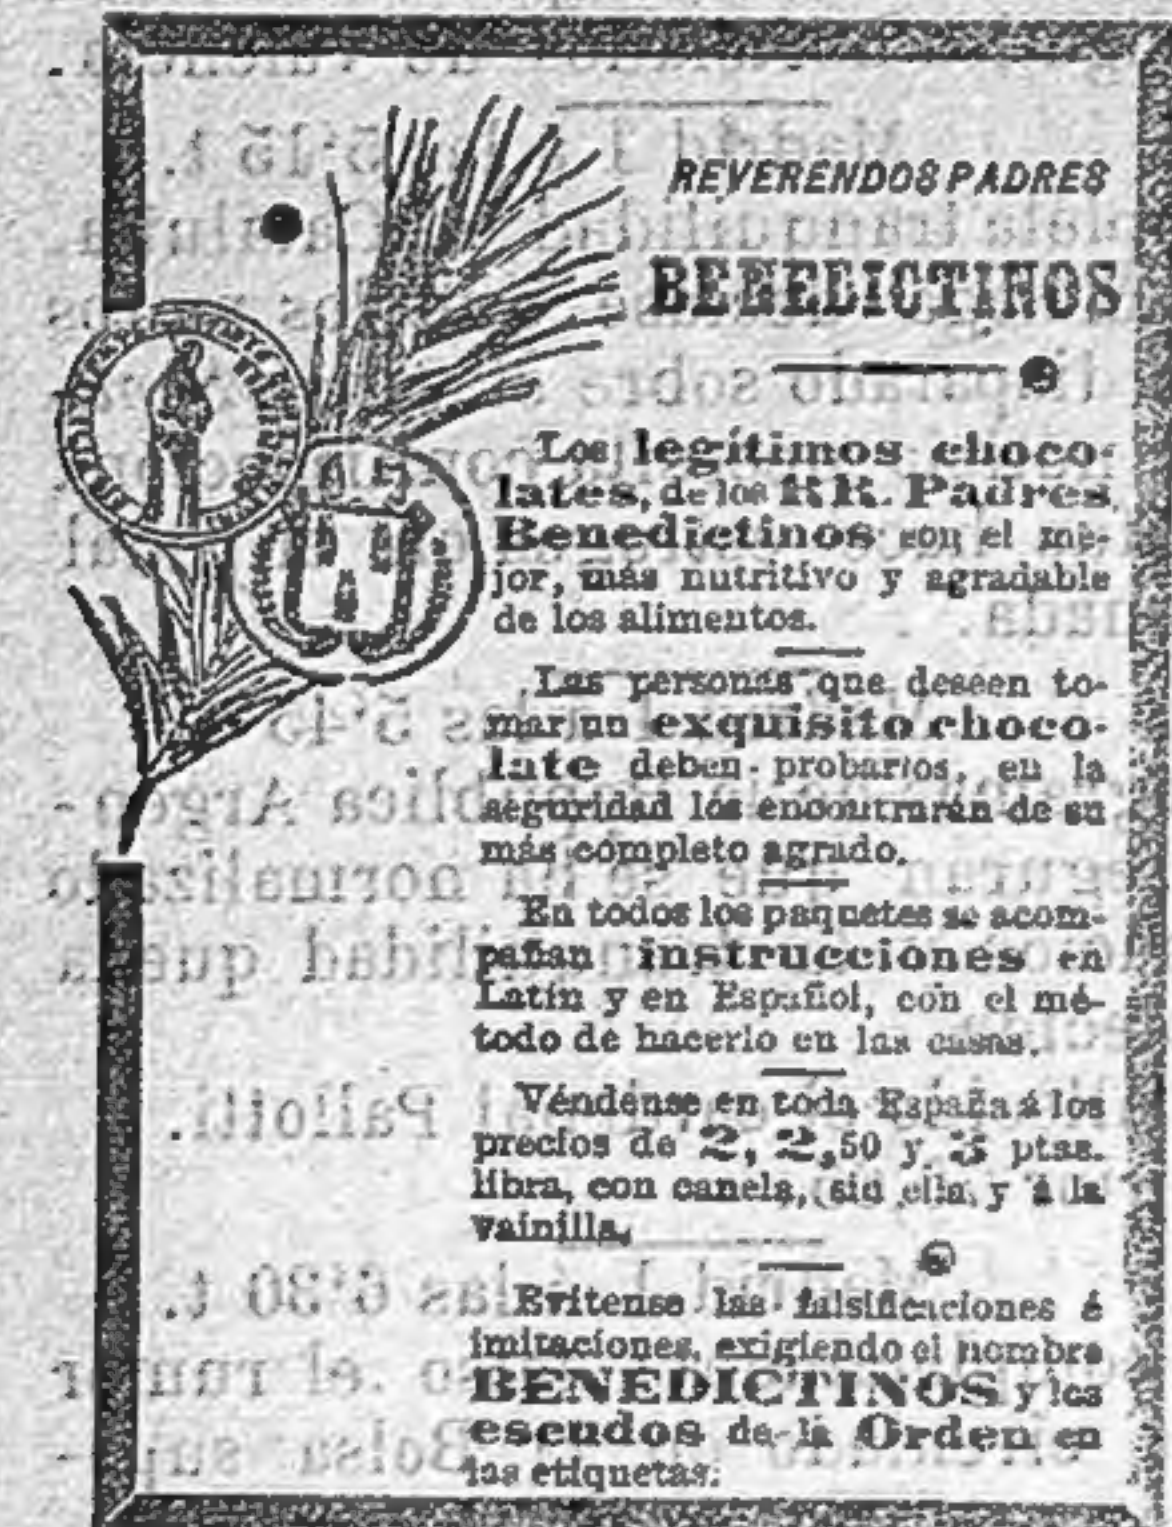 REVERENDOS PADRES
BENEDICTINOS
Los legítimos choco-
lates, de los RR. Padres
Benedictinos son el me-
jor, más nutritivo y agradable
de los alimentos.
Las personas que deseen to-
mar un exquisito choco-
late deben probarlos, en la
seguridad los encontrarán de su
más completo agrado.
En todos los paquetes se acom-
pañan instrucciones en
Latín y en Español, con el mé-
todo de hacerlo en las casas.
Véndense en toda España á los
precios de 2, 2,50 y 3 ptas.
libra, con canela, sin ella y á la
vainilla.
Evítense las falsificaciones é
imitaciones, exigiendo el nombre
BENEDICTINOS y los
escudos de la Orden en
las etiquetas.